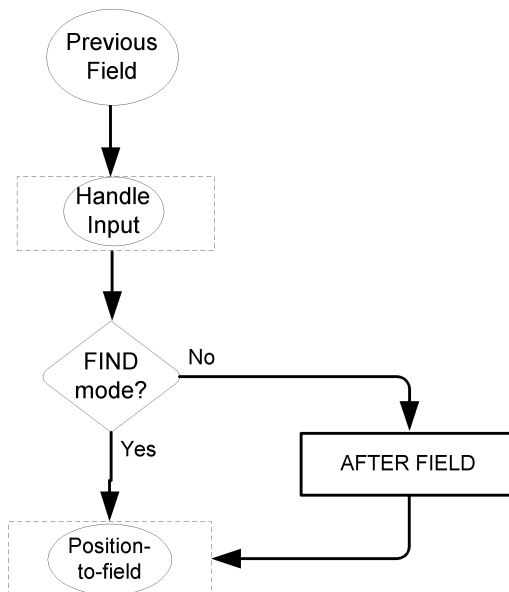 Previous
Field
Handle
Input
FIND
mode?
No
Yes
AFTER FIELD
Position-
to-field